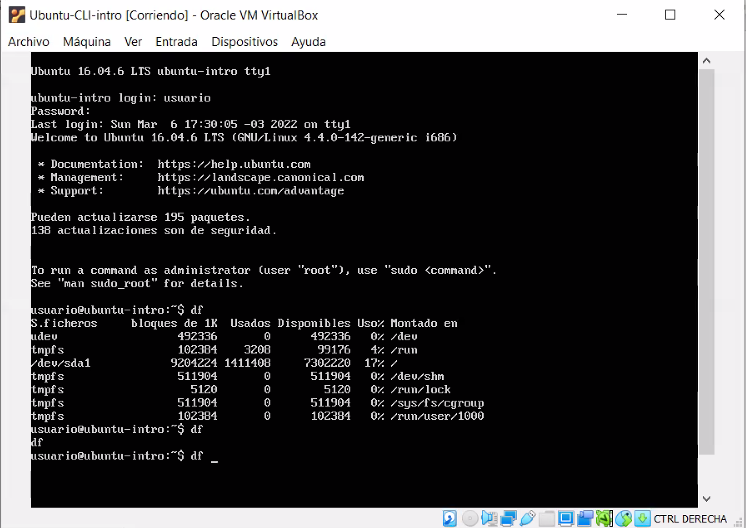 Ubuntu-CLI-intro [Corriendo] - Oracle VM VirtualBox
Archivo Máquina Ver Entrada Dispositivos Ayuda
Ubuntu 16.04.6 LTS ubuntu-intro tty1
ubuntu-intro login: usuario
Password:
Last login: Sun Mar  6 17:30:05 -03 2022 on tty1
Welcome to Ubuntu 16.04.6 LTS (GNU/Linux 4.4.0-142-generic i686)
* Documentation:  https://help.ubuntu.com
* Management:     https://landscape.canonical.com
* Support:        https://ubuntu.com/advantage
Pueden actualizarse 195 paquetes.
138 actualizaciones son de seguridad.
To run a command as administrator (user "root"), use "sudo <command>".
See "man sudo_root" for details.
usuario@ubuntu-intro:~$ df
S.ficheros     bloques de 1K  Usados Disponibles Uso% Montado en
udev                  492336       0      492336   0% /dev
tmpfs                 102384    3208       99176   4% /run
/dev/sda1            9204224 1411408     7302220  17% /
tmpfs                 511904       0      511904   0% /dev/shm
tmpfs                   5120       0        5120   0% /run/lock
tmpfs                 511904       0      511904   0% /sys/fs/cgroup
tmpfs                 102384       0      102384   0% /run/user/1000
usuario@ubuntu-intro:~$ df
df
usuario@ubuntu-intro:~$ df _
CTRL DERECHA